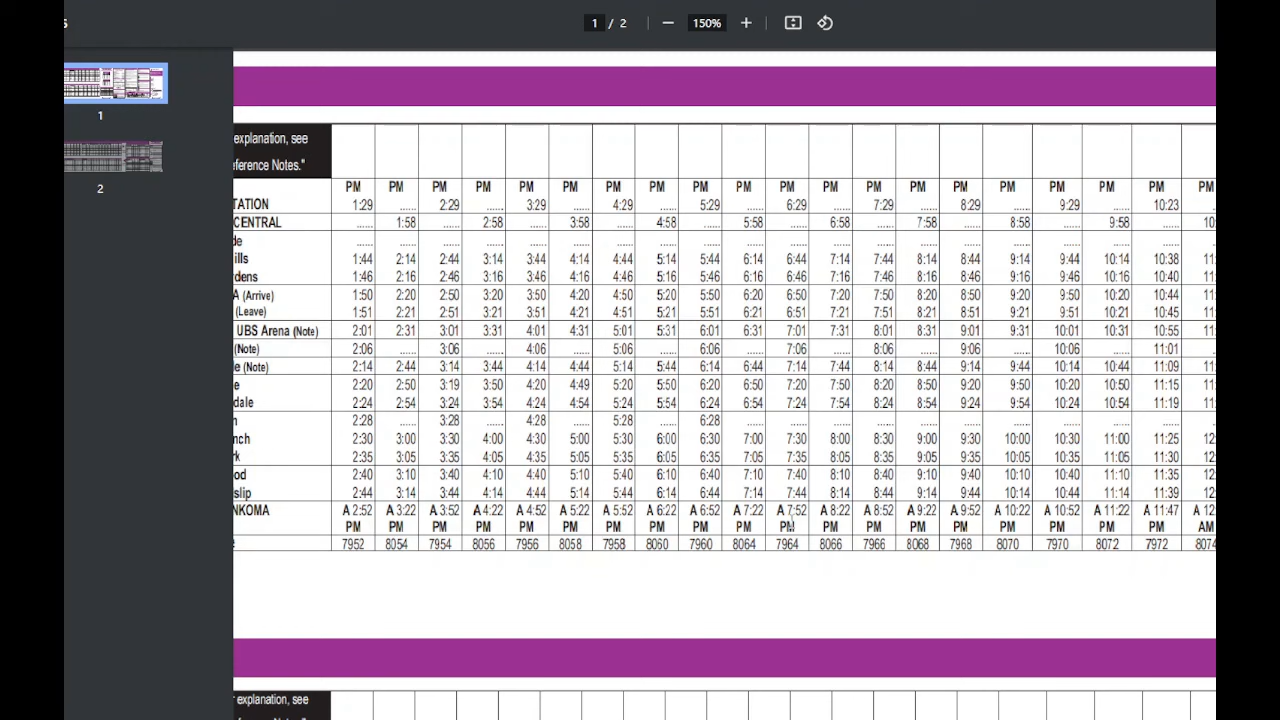 5
1 / 2 150%
1
2
explanation, see
eference Notes."
PM PM PM PM PM PM PM PM PM PM PM PM PM PM PM PM PM PM PM PM
TATION 1:29 ...... 2:29 ...... 3:29 ...... 4:29 ...... 5:29 ...... 6:29 ...... 7:29 ...... 8:29 ...... 9:29 ...... 10:23
CENTRAL ...... 1:58 ...... 2:58 ...... 3:58 ...... 4:58 ...... 5:58 ...... 6:58 ...... 7:58 ...... 8:58 ...... 9:58 ...... 10:
de ...... ...... ...... ...... ...... ...... ...... ...... ...... ...... ...... ...... ...... ...... ...... ...... ...... ...... ......
ills 1:44 2:14 2:44 3:14 3:44 4:14 4:44 5:14 5:44 6:14 6:44 7:14 7:44 8:14 8:44 9:14 9:44 10:14 10:38 11:
rdens 1:46 2:16 2:46 3:16 3:46 4:16 4:46 5:16 5:46 6:16 6:46 7:16 7:46 8:16 8:46 9:16 9:46 10:16 10:40 11:
A (Arrive) 1:50 2:20 2:50 3:20 3:50 4:20 4:50 5:20 5:50 6:20 6:50 7:20 7:50 8:20 8:50 9:20 9:50 10:20 10:44 11:
(Leave) 1:51 2:21 2:51 3:21 3:51 4:21 4:51 5:21 5:51 6:21 6:51 7:21 7:51 8:21 8:51 9:21 9:51 10:21 10:45 11:
UBS Arena (Note) 2:01 2:31 3:01 3:31 4:01 4:31 5:01 5:31 6:01 6:31 7:01 7:31 8:01 8:31 9:01 9:31 10:01 10:31 10:55 11:
(Note) 2:06 ...... 3:06 ...... 4:06 ...... 5:06 ...... 6:06 ...... 7:06 ...... 8:06 ...... 9:06 ...... 10:06 ...... 11:01
e (Note) 2:14 2:44 3:14 3:44 4:14 4:44 5:14 5:44 6:14 6:44 7:14 7:44 8:14 8:44 9:14 9:44 10:14 10:44 11:09 11:
e 2:20 2:50 3:19 3:50 4:20 4:49 5:20 5:50 6:20 6:50 7:20 7:50 8:20 8:50 9:20 9:50 10:20 10:50 11:15 11:
dale 2:24 2:54 3:24 3:54 4:24 4:54 5:24 5:54 6:24 6:54 7:24 7:54 8:24 8:54 9:24 9:54 10:24 10:54 11:19 11:
n 2:28 ...... 3:28 ...... 4:28 ...... 5:28 ...... 6:28 ...... ...... ...... ...... ...... ...... ...... ...... ...... ......
nch 2:30 3:00 3:30 4:00 4:30 5:00 5:30 6:00 6:30 7:00 7:30 8:00 8:30 9:00 9:30 10:00 10:30 11:00 11:25 12:
rk 2:35 3:05 3:35 4:05 4:35 5:05 5:35 6:05 6:35 7:05 7:35 8:05 8:35 9:05 9:35 10:05 10:35 11:05 11:30 12:
od 2:40 3:10 3:40 4:10 4:40 5:10 5:40 6:10 6:40 7:10 7:40 8:10 8:40 9:10 9:40 10:10 10:40 11:10 11:35 12:
slip 2:44 3:14 3:44 4:14 4:44 5:14 5:44 6:14 6:44 7:14 7:44 8:14 8:44 9:14 9:44 10:14 10:44 11:14 11:39 12:
NKOMA A 2:52 A 3:22 A 3:52 A 4:22 A 4:52 A 5:22 A 5:52 A 6:22 A 6:52 A 7:22 A 7:52 A 8:22 A 8:52 A 9:22 A 9:52 A 10:22 A 10:52 A 11:22 A 11:47 A 12:
PM PM PM PM PM PM PM PM PM PM PM PM PM PM PM PM PM PM PM AM
e 7952 8054 7954 8056 7956 8058 7958 8060 7960 8064 7964 8066 7966 8068 7968 8070 7970 8072 7972 8074
r explanation, see